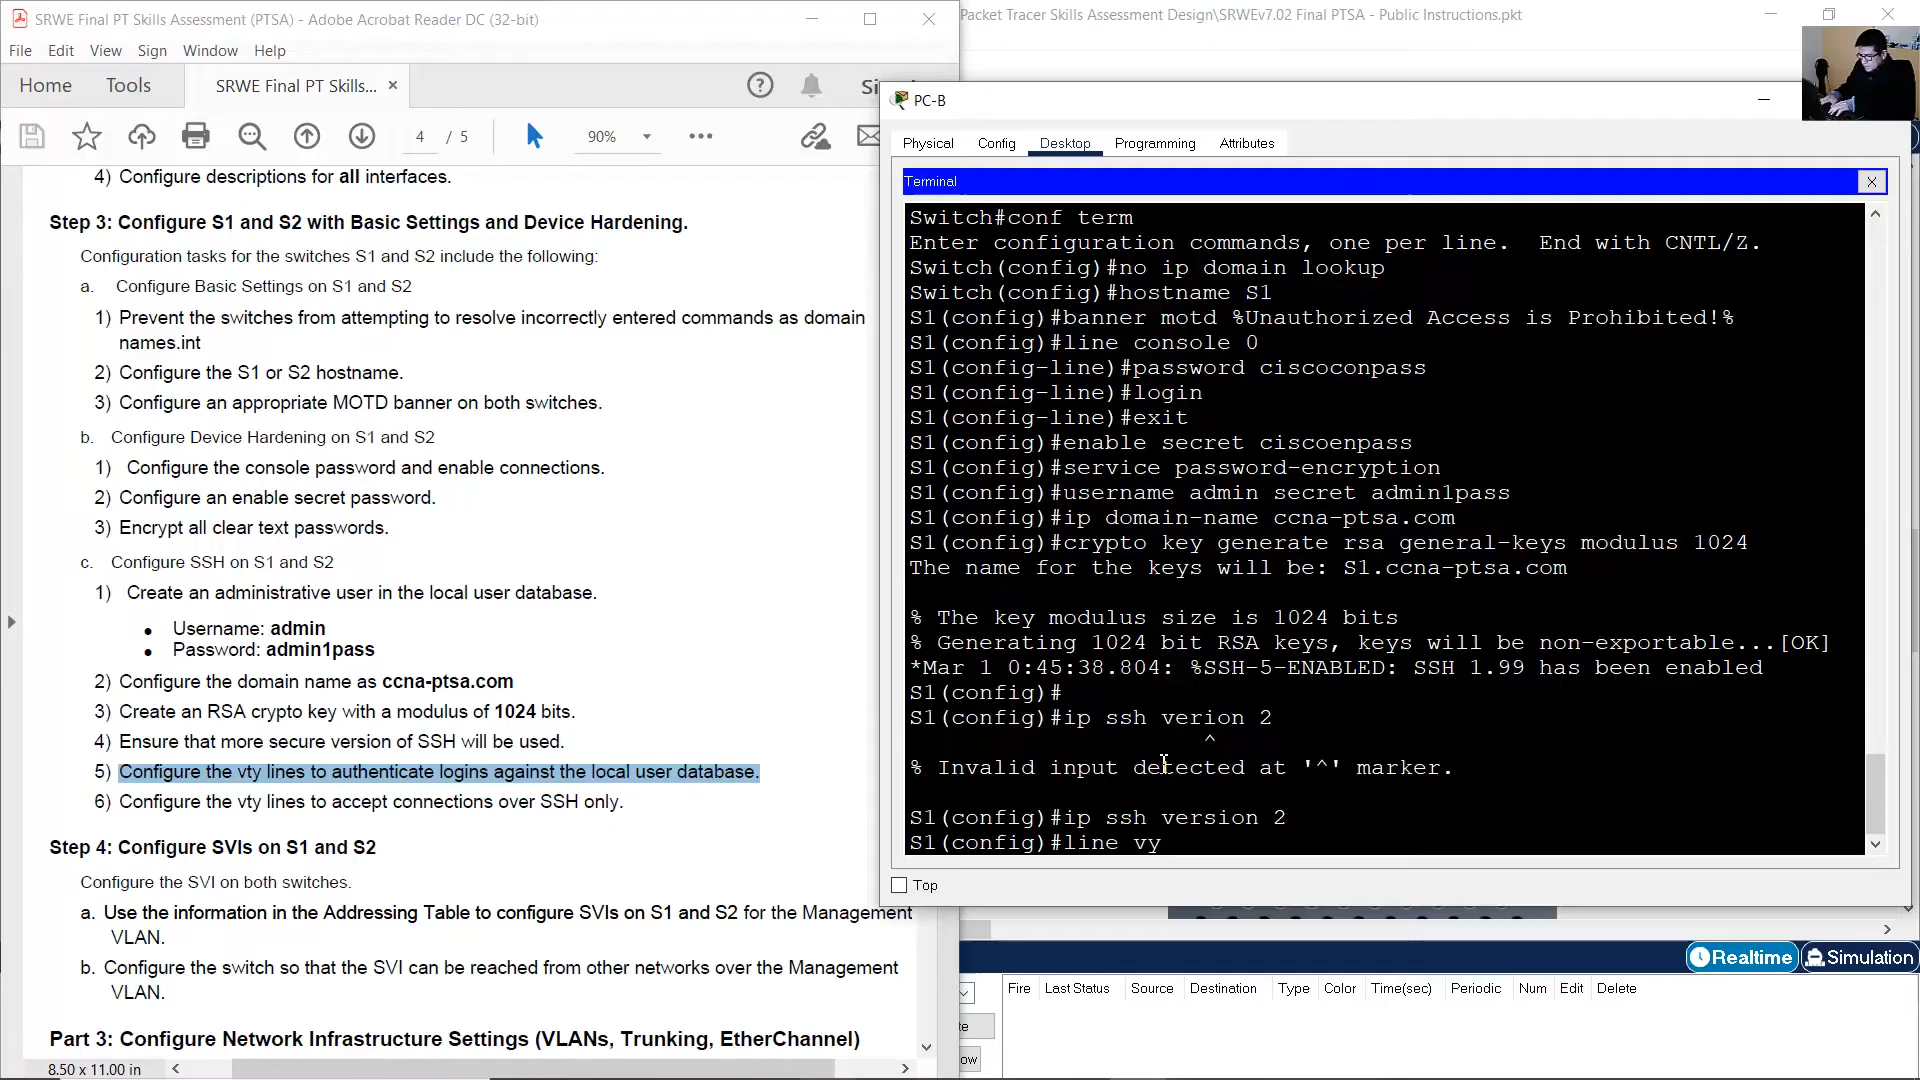 SRWE Final PT Skills Assessment (PTSA) - Adobe Acrobat Reader DC (32-bit)
File Edit View Sign Window Help
Home Tools SRWE Final PT Skills... ×
4 / 5 90%
4) Configure descriptions for all interfaces.
Step 3: Configure S1 and S2 with Basic Settings and Device Hardening.
Configuration tasks for the switches S1 and S2 include the following:
a. Configure Basic Settings on S1 and S2
1) Prevent the switches from attempting to resolve incorrectly entered commands as domain
names.int
2) Configure the S1 or S2 hostname.
3) Configure an appropriate MOTD banner on both switches.
b. Configure Device Hardening on S1 and S2
1) Configure the console password and enable connections.
2) Configure an enable secret password.
3) Encrypt all clear text passwords.
c. Configure SSH on S1 and S2
1) Create an administrative user in the local user database.
• Username: admin
• Password: admin1pass
2) Configure the domain name as ccna-ptsa.com
3) Create an RSA crypto key with a modulus of 1024 bits.
4) Ensure that more secure version of SSH will be used.
5) Configure the vty lines to authenticate logins against the local user database.
6) Configure the vty lines to accept connections over SSH only.
Step 4: Configure SVIs on S1 and S2
Configure the SVI on both switches.
a. Use the information in the Addressing Table to configure SVIs on S1 and S2 for the Management
VLAN.
b. Configure the switch so that the SVI can be reached from other networks over the Management
VLAN.
Part 3: Configure Network Infrastructure Settings (VLANs, Trunking, EtherChannel)
8.50 x 11.00 in
Packet Tracer Skills Assessment Design\SRWEv7.02 Final PTSA - Public Instructions.pkt
PC-B
Physical Config Desktop Programming Attributes
Terminal
X
Switch#conf term
Enter configuration commands, one per line.  End with CNTL/Z.
Switch(config)#no ip domain lookup
Switch(config)#hostname S1
S1(config)#banner motd %Unauthorized Access is Prohibited!%
S1(config)#line console 0
S1(config-line)#password ciscoconpass
S1(config-line)#login
S1(config-line)#exit
S1(config)#enable secret ciscoenpass
S1(config)#service password-encryption
S1(config)#username admin secret admin1pass
S1(config)#ip domain-name ccna-ptsa.com
S1(config)#crypto key generate rsa general-keys modulus 1024
The name for the keys will be: S1.ccna-ptsa.com
% The key modulus size is 1024 bits
% Generating 1024 bit RSA keys, keys will be non-exportable...[OK]
*Mar 1 0:45:38.804: %SSH-5-ENABLED: SSH 1.99 has been enabled
S1(config)#
S1(config)#ip ssh verion 2
^
% Invalid input detected at '^' marker.
S1(config)#ip ssh version 2
S1(config)#line vy
Top
Realtime Simulation
Fire Last Status Source Destination Type Color Time(sec) Periodic Num Edit Delete